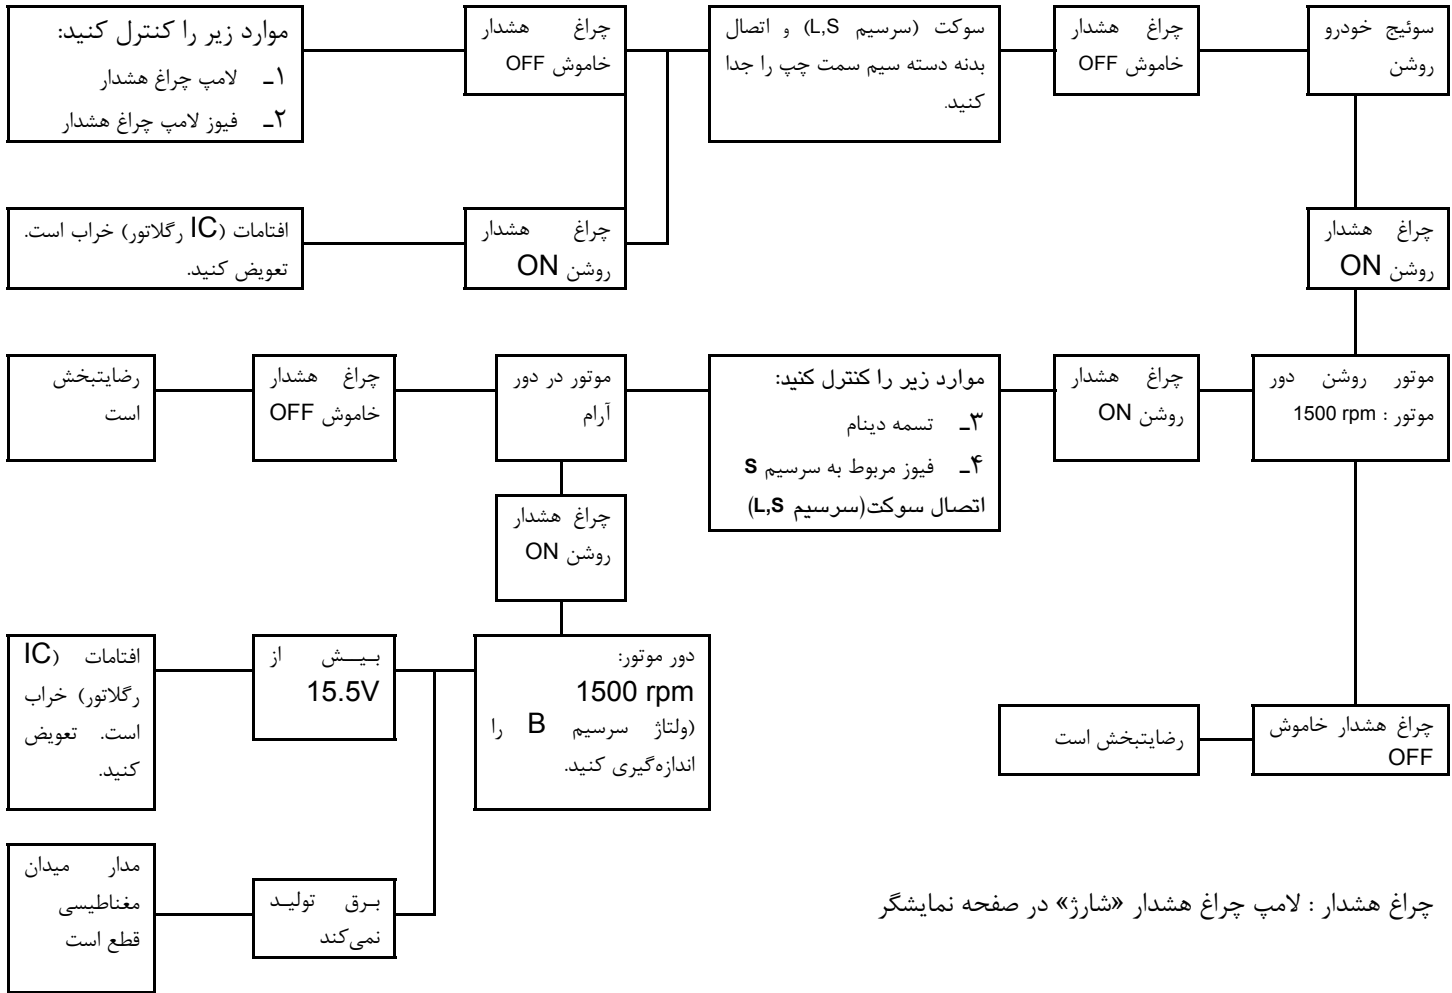 سوئیچ خودرو
روشن
چراغ هشدار
خاموش OFF
سوکت (سرسیم L,S) و اتصال
بدنه دسته سیم سمت چپ را جدا
کنید.
چراغ هشدار
خاموش OFF
موارد زیر را کنترل کنید:
۱ـ لامپ چراغ هشدار
۲ـ فیوز لامپ چراغ هشدار
چراغ هشدار
روشن ON
چراغ هشدار
روشن ON
افتامات (IC رگلاتور) خراب است.
تعویض کنید.
موتور روشن دور
موتور : 1500 rpm
چراغ هشدار
روشن ON
موارد زیر را کنترل کنید:
۳ـ تسمه دینام
۴ـ فیوز مربوط به سرسیم S
اتصال سوکت(سرسیم L,S)
موتور در دور
آرام
چراغ هشدار
خاموش OFF
رضایتبخش
است
چراغ هشدار
روشن ON
دور موتور:
1500 rpm
(ولتاژ سرسیم B را
اندازه‌گیری کنید.
بیش از
15.5V
افتامات (IC
رگلاتور) خراب
است. تعویض
کنید.
چراغ هشدار خاموش
OFF
رضایتبخش است
برق تولید
نمی‌کند
مدار میدان
مغناطیسی
قطع است
چراغ هشدار : لامپ چراغ هشدار «شارژ» در صفحه نمایشگر